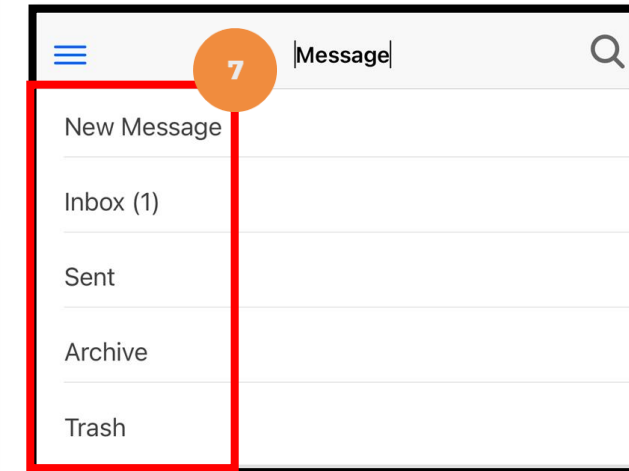 7
Message
New Message
Inbox (1)
Sent
Archive
Trash